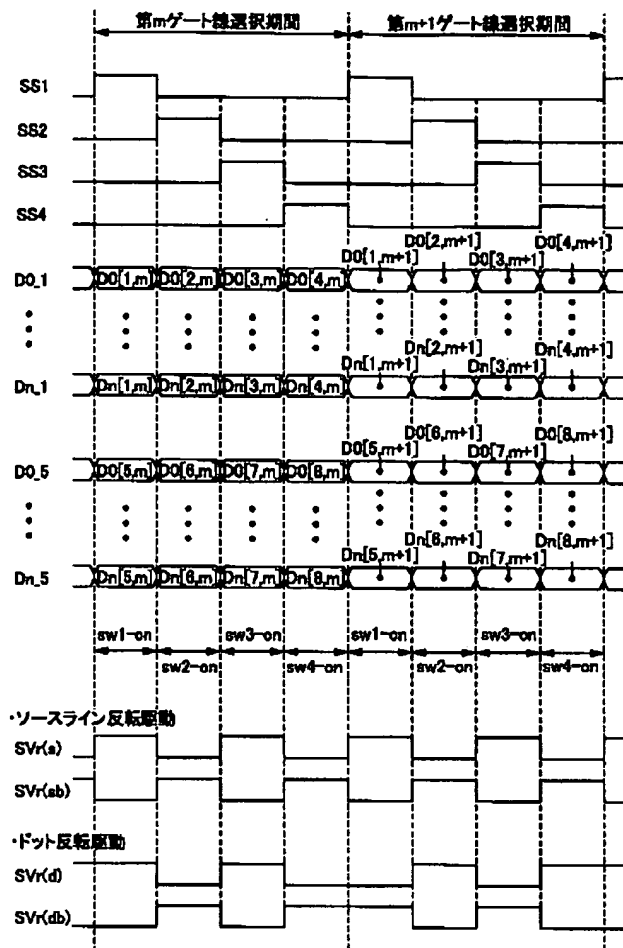 第mゲート線選択期間 第m+1ゲート線選択期間
SS1
SS2
SS3
SS4
D0[2,m+1] D0[4,m+1]
D0[1,m+1] D0[3,m+1]
D0_1 D0[1,m] D0[2,m] D0[3,m] D0[4,m]
Dn[2,m+1] Dn[4,m+1]
Dn[1,m+1] Dn[3,m+1]
Dn_1 Dn[1,m] Dn[2,m] Dn[3,m] Dn[4,m]
D0[6,m+1] D0[8,m+1]
D0[5,m+1] D0[7,m+1]
D0_5 D0[5,m] D0[6,m] D0[7,m] D0[8,m]
Dn[6,m+1] Dn[8,m+1]
Dn[5,m+1] Dn[7,m+1]
Dn_5 Dn[5,m] Dn[6,m] Dn[7,m] Dn[8,m]
sw1-on sw3-on sw1-on sw3-on
sw2-on sw4-on sw2-on sw4-on
・ソースライン反転駆動
SVr(s)
SVr(sb)
・ドット反転駆動
SVr(d)
SVr(db)